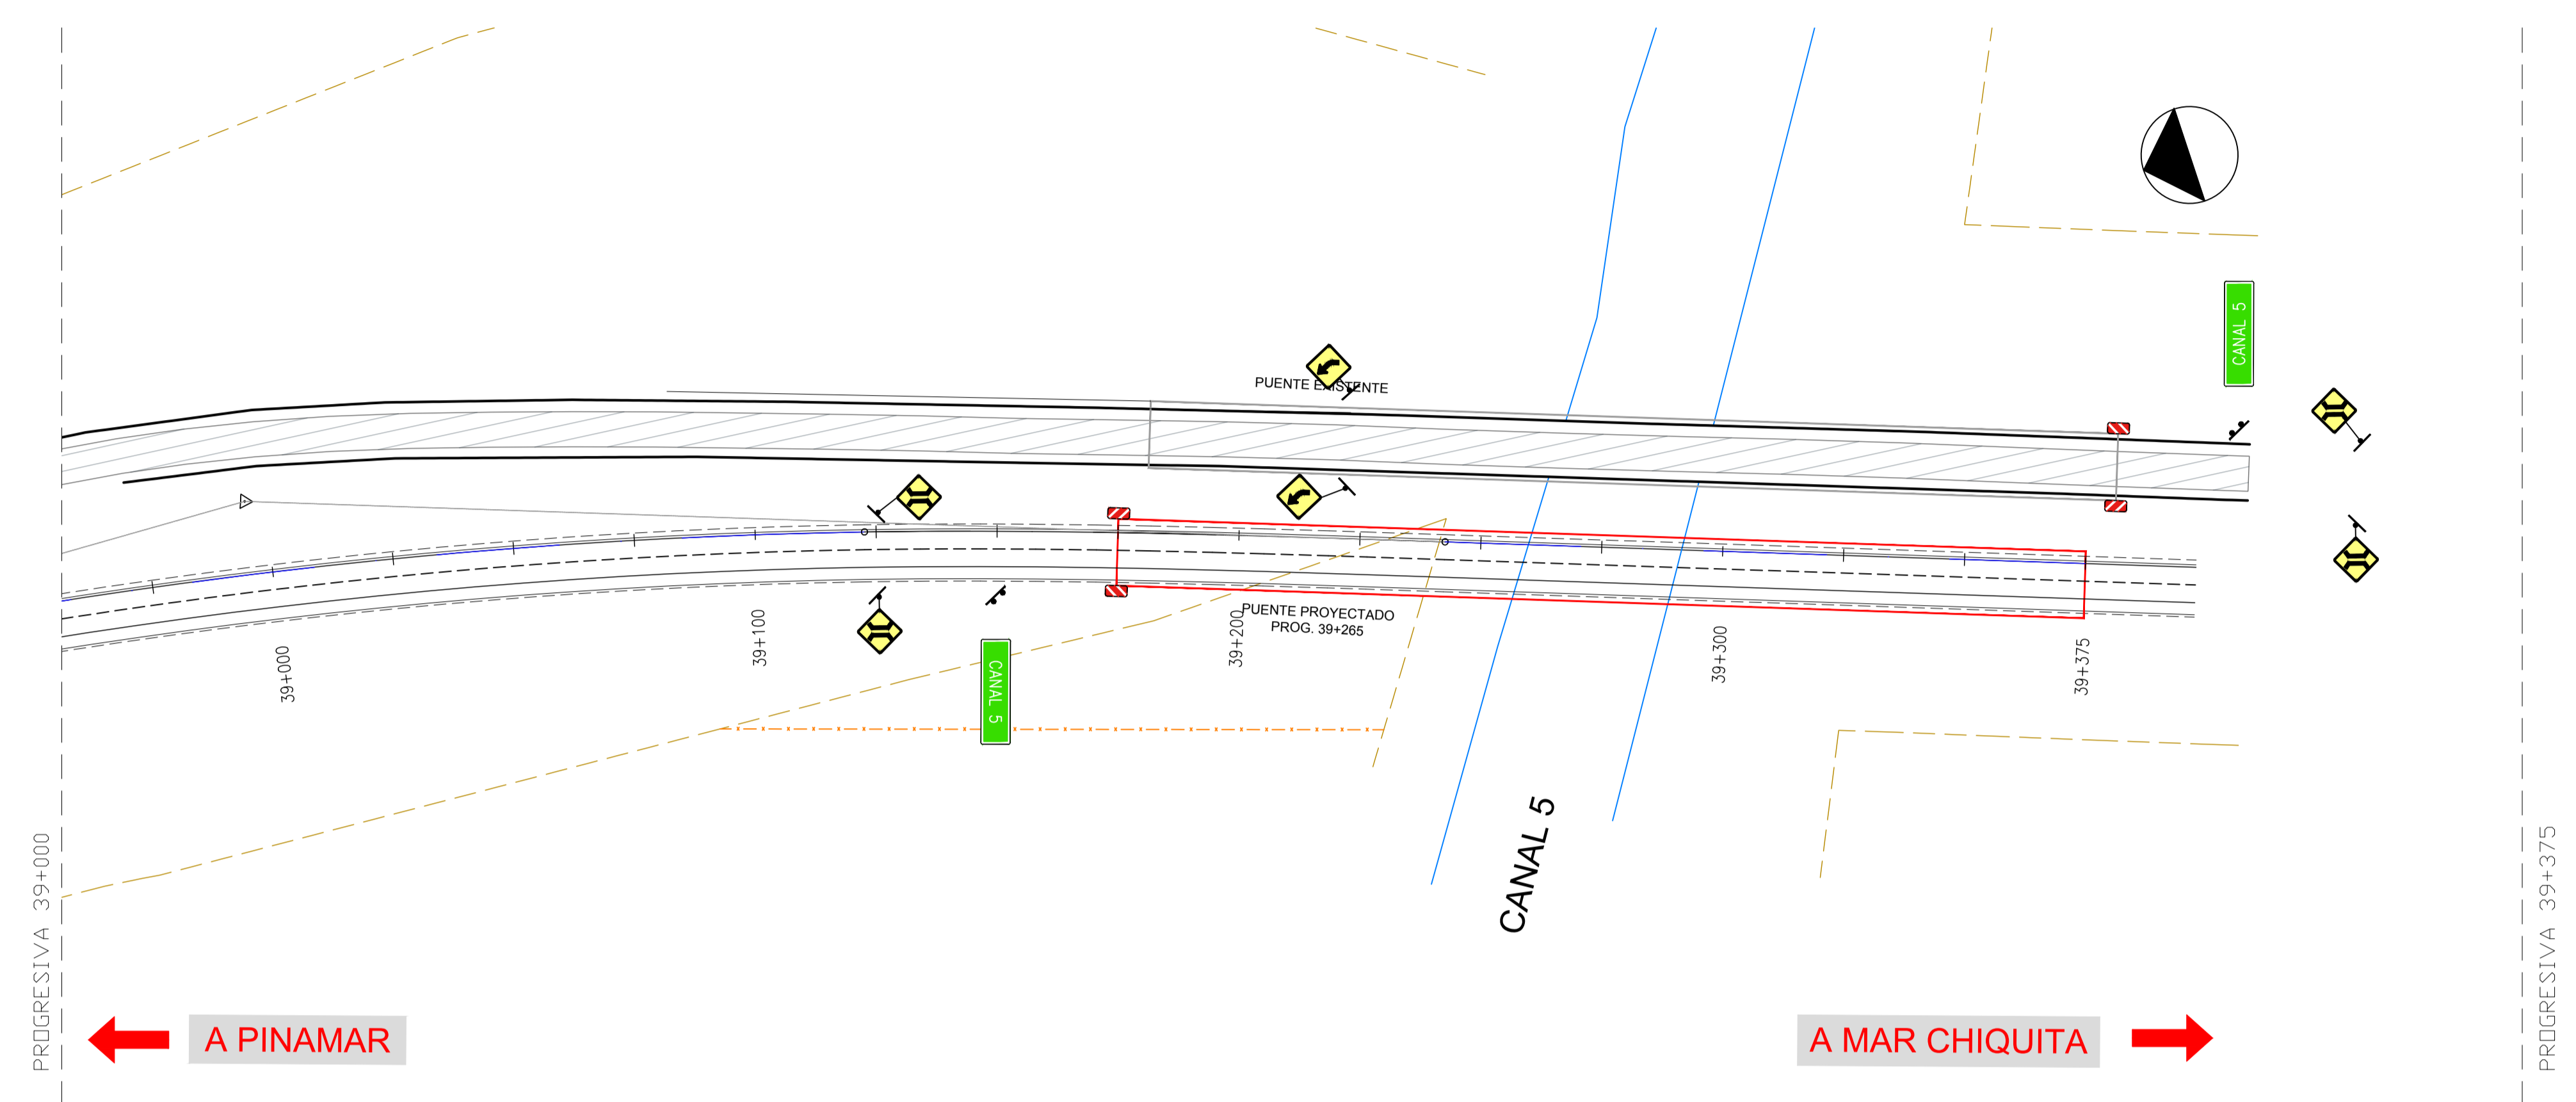 CANAL 5
PUENTE EXISTENTE
PUENTE PROYECTADO
PROG. 39+265
39+000
39+100
39+200
39+300
39+375
CANAL 5
CANAL 5
PROGRESIVA 39+000
PROGRESIVA 39+375
A PINAMAR
A MAR CHIQUITA